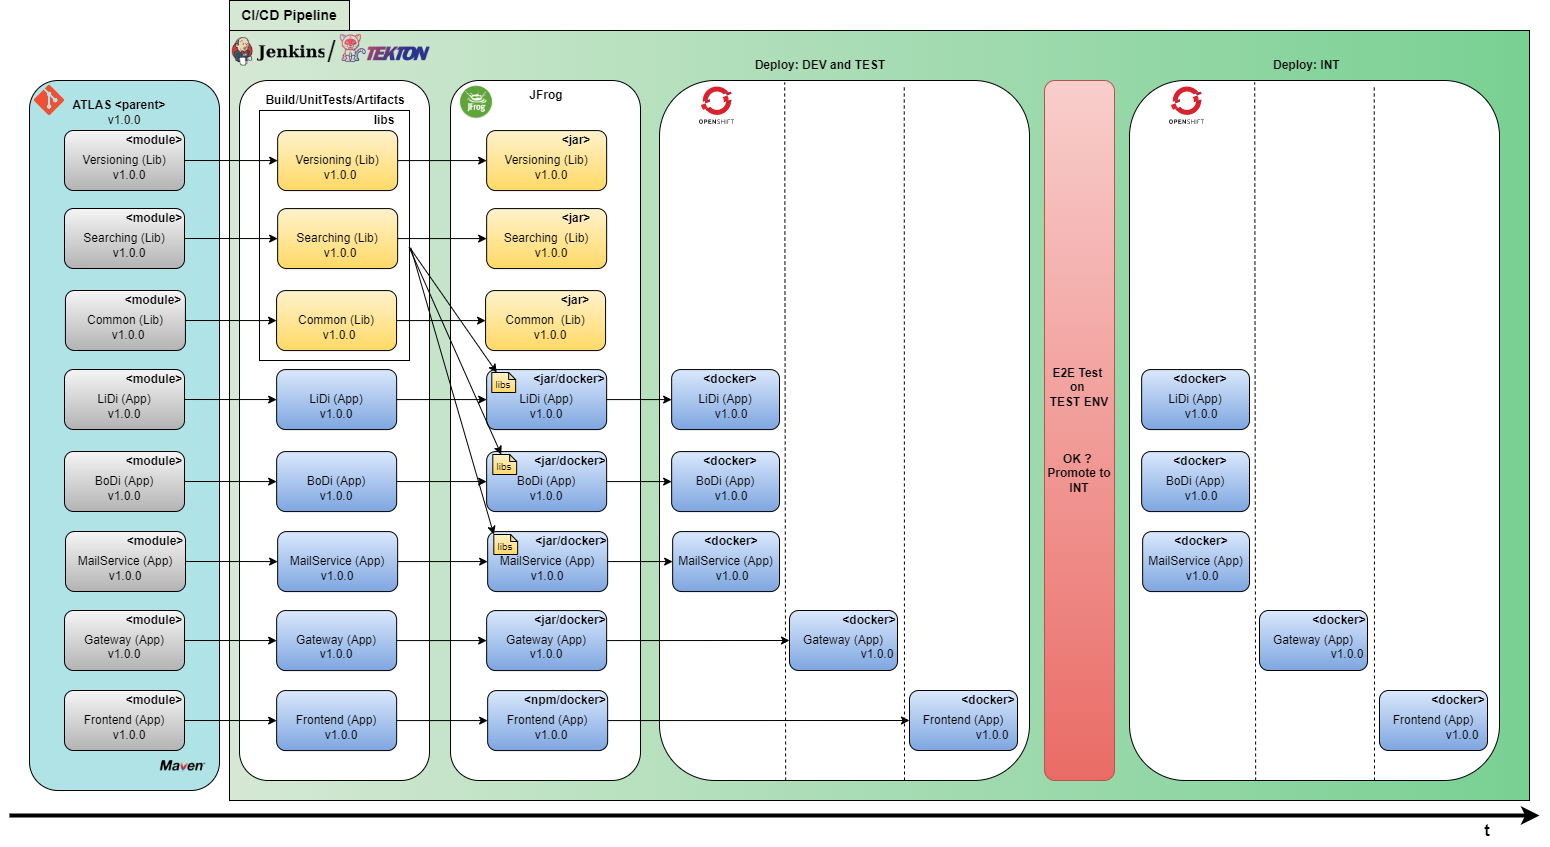 CI/CD Pipeline
Jenkins/
TEKTON
Deploy: DEV and TEST
Deploy: INT
ATLAS <parent>
v1.0.0
<module>
Versioning (Lib)
v1.0.0
<module>
Searching (Lib)
v1.0.0
<module>
Common (Lib)
v1.0.0
<module>
LiDi (App)
v1.0.0
<module>
BoDi (App)
v1.0.0
<module>
MailService (App)
v1.0.0
<module>
Gateway (App)
v1.0.0
<module>
Frontend (App)
v1.0.0
Maven
Build/UnitTests/Artifacts
libs
Versioning (Lib)
v1.0.0
Searching (Lib)
v1.0.0
Common (Lib)
v1.0.0
LiDi (App)
v1.0.0
BoDi (App)
v1.0.0
MailService (App)
v1.0.0
Gateway (App)
v1.0.0
Frontend (App)
v1.0.0
JFrog
JFrog
<jar>
Versioning (Lib)
v1.0.0
<jar>
Searching (Lib)
v1.0.0
<jar>
Common (Lib)
v1.0.0
libs
<jar/docker>
LiDi (App)
v1.0.0
libs
<jar/docker>
BoDi (App)
v1.0.0
libs
<jar/docker>
MailService (App)
v1.0.0
<jar/docker>
Gateway (App)
v1.0.0
<npm/docker>
Frontend (App)
v1.0.0
OPENSHIFT
<docker>
LiDi (App)
v1.0.0
<docker>
BoDi (App)
v1.0.0
<docker>
MailService (App)
v1.0.0
<docker>
Gateway (App)
v1.0.0
<docker>
Frontend (App)
v1.0.0
E2E Test
on
TEST ENV
OK ?
Promote to
INT
OPENSHIFT
<docker>
LiDi (App)
v1.0.0
<docker>
BoDi (App)
v1.0.0
<docker>
MailService (App)
v1.0.0
<docker>
Gateway (App)
v1.0.0
<docker>
Frontend (App)
v1.0.0
t